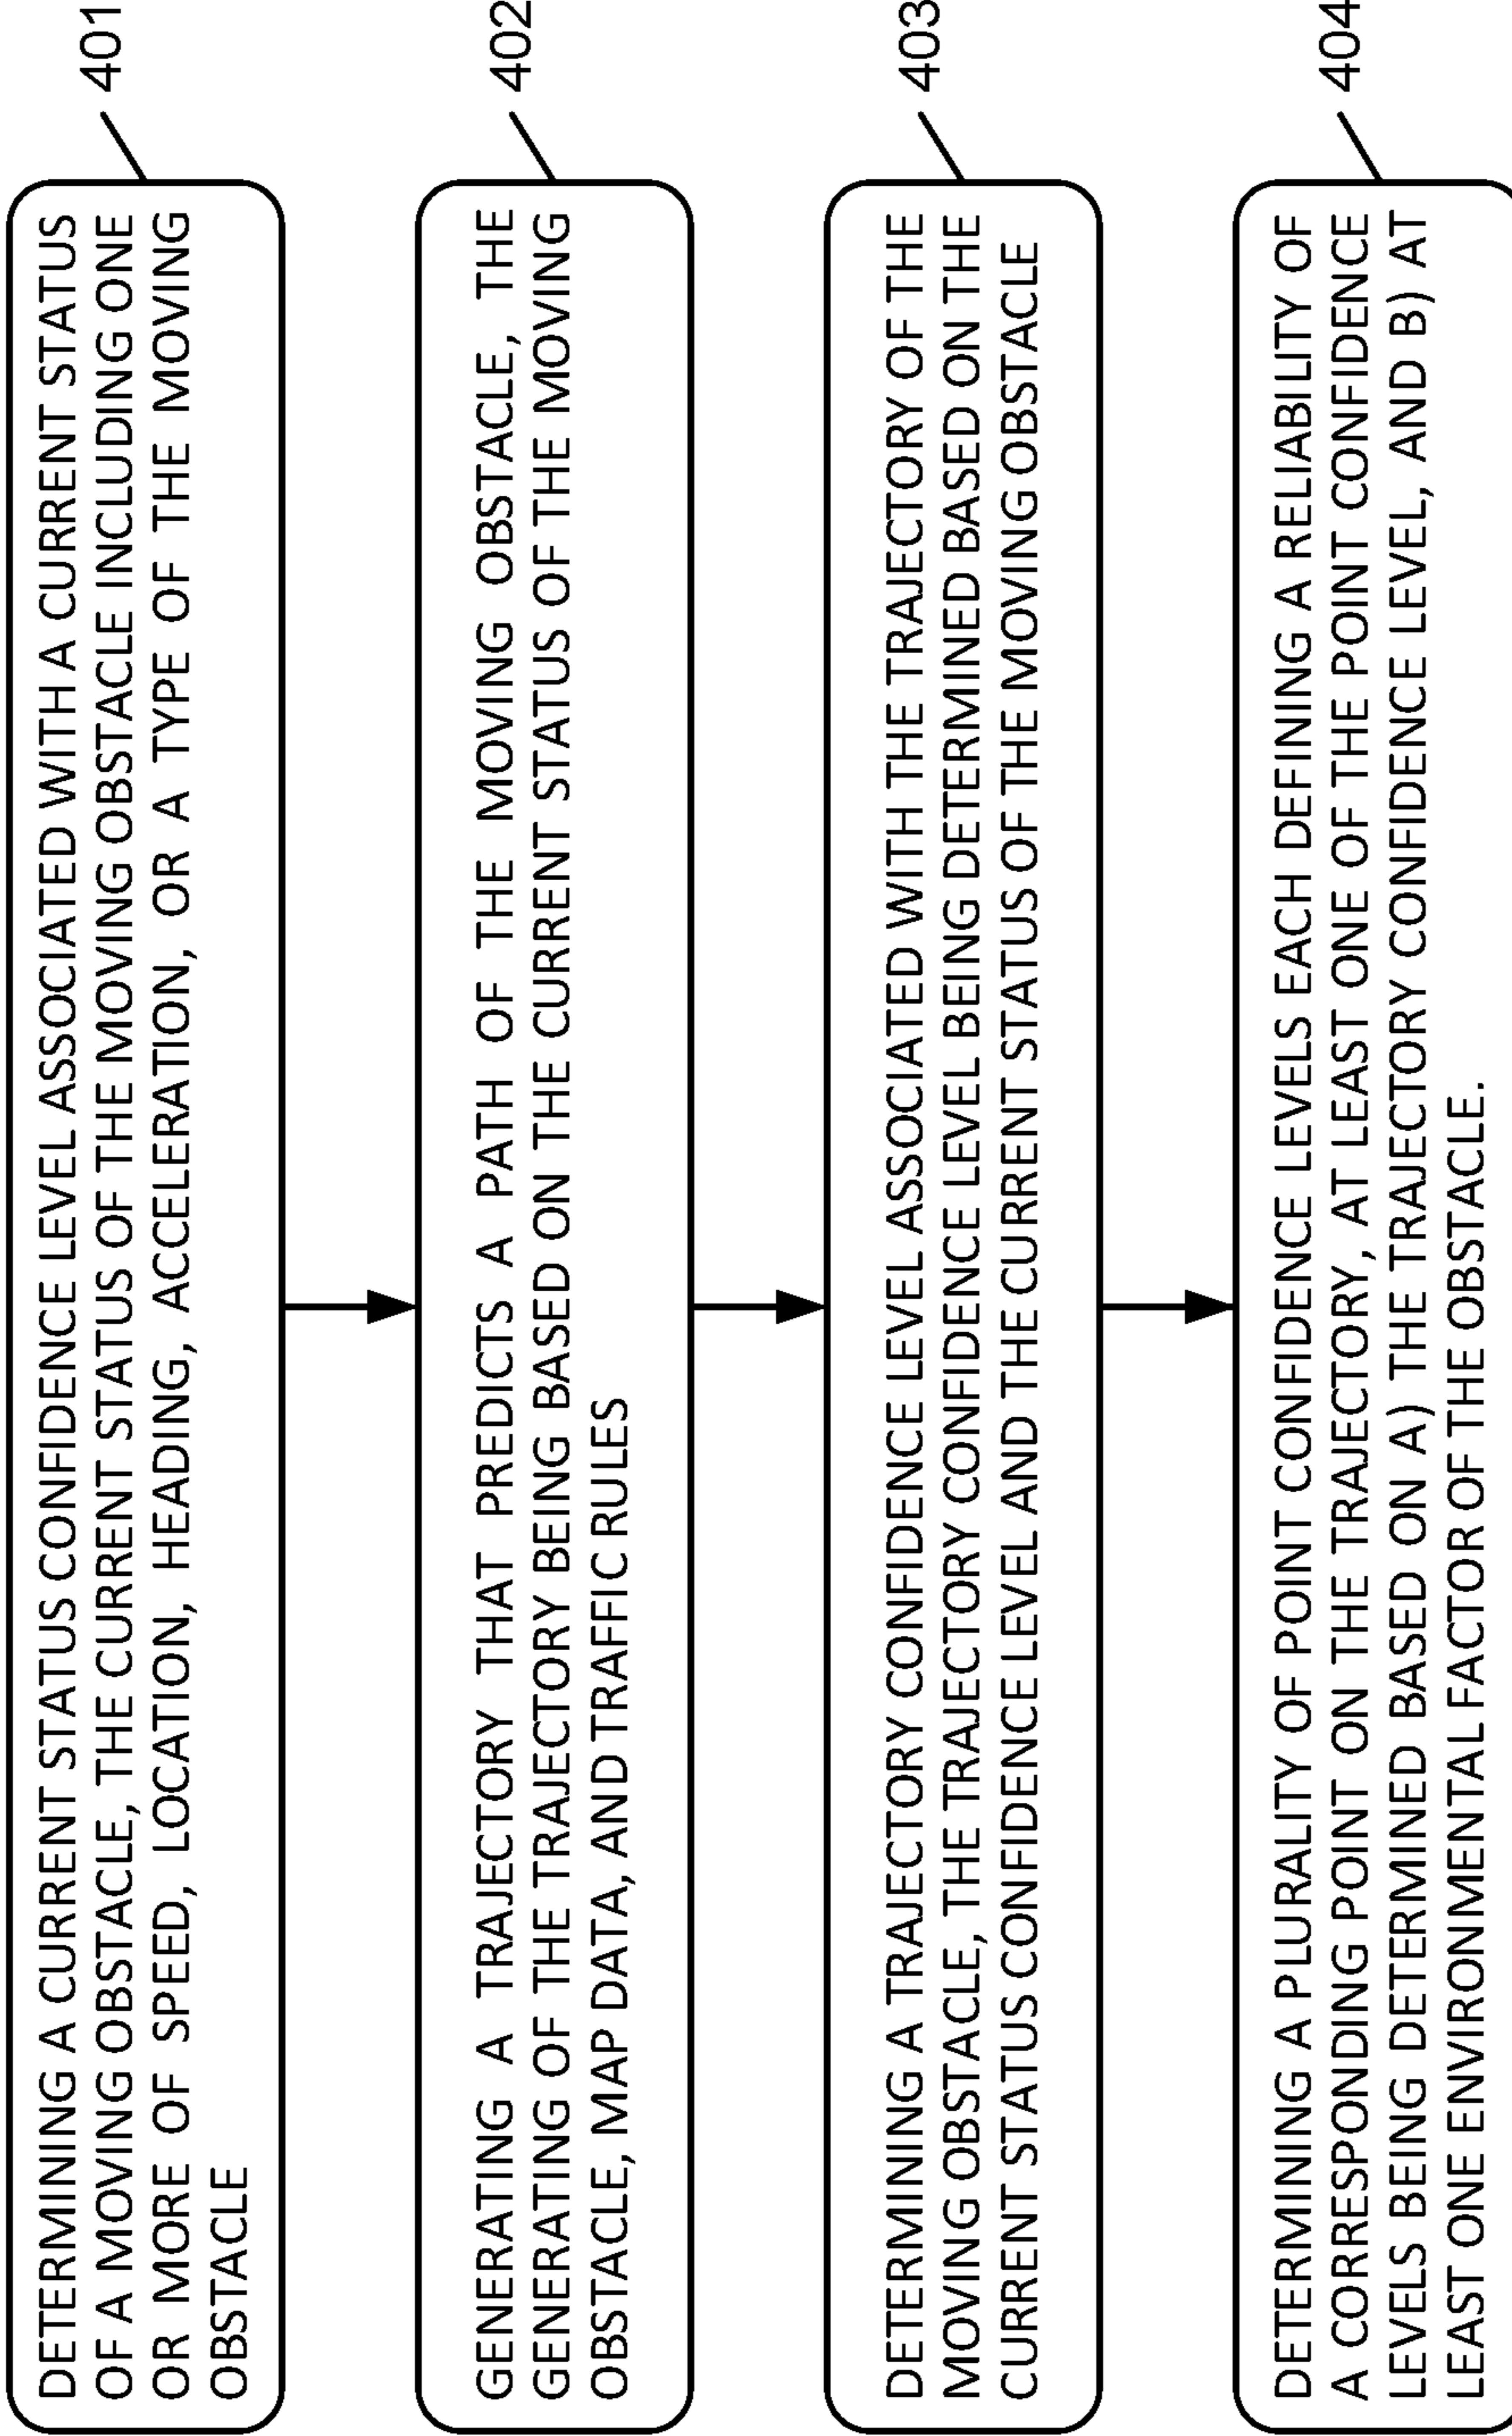 DETERMINING A CURRENT STATUS CONFIDENCE LEVEL ASSOCIATED WITH A CURRENT STATUS
OF A MOVING OBSTACLE, THE CURRENT STATUS OF THE MOVING OBSTACLE INCLUDING ONE
OR MORE OF SPEED, LOCATION, HEADING, ACCELERATION, OR A TYPE OF THE MOVING
OBSTACLE
401
GENERATING A TRAJECTORY THAT PREDICTS A PATH OF THE MOVING OBSTACLE, THE
GENERATING OF THE TRAJECTORY BEING BASED ON THE CURRENT STATUS OF THE MOVING
OBSTACLE, MAP DATA, AND TRAFFIC RULES
402
DETERMINING A TRAJECTORY CONFIDENCE LEVEL ASSOCIATED WITH THE TRAJECTORY OF THE
MOVING OBSTACLE, THE TRAJECTORY CONFIDENCE LEVEL BEING DETERMINED BASED ON THE
CURRENT STATUS CONFIDENCE LEVEL AND THE CURRENT STATUS OF THE MOVING OBSTACLE
403
DETERMINING A PLURALITY OF POINT CONFIDENCE LEVELS EACH DEFINING A RELIABILITY OF
A CORRESPONDING POINT ON THE TRAJECTORY, AT LEAST ONE OF THE POINT CONFIDENCE
LEVELS BEING DETERMINED BASED ON A) THE TRAJECTORY CONFIDENCE LEVEL, AND B) AT
LEAST ONE ENVIRONMENTAL FACTOR OF THE OBSTACLE.
404